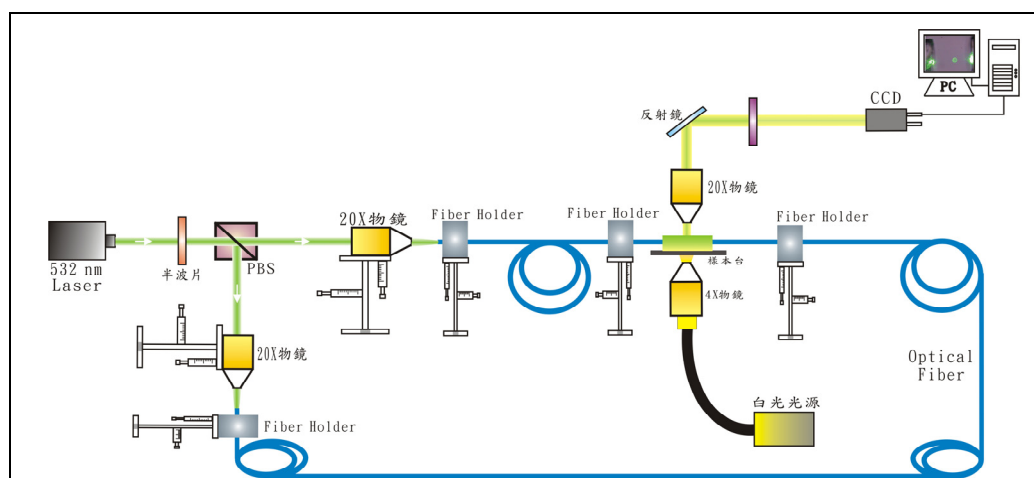 PC
CCD
反射鏡
20X物鏡
20X物鏡
Fiber Holder
Fiber Holder
Fiber Holder
532 nm
Laser
半波片
PBS
樣本台
4X物鏡
20X物鏡
Optical
Fiber
白光光源
Fiber Holder